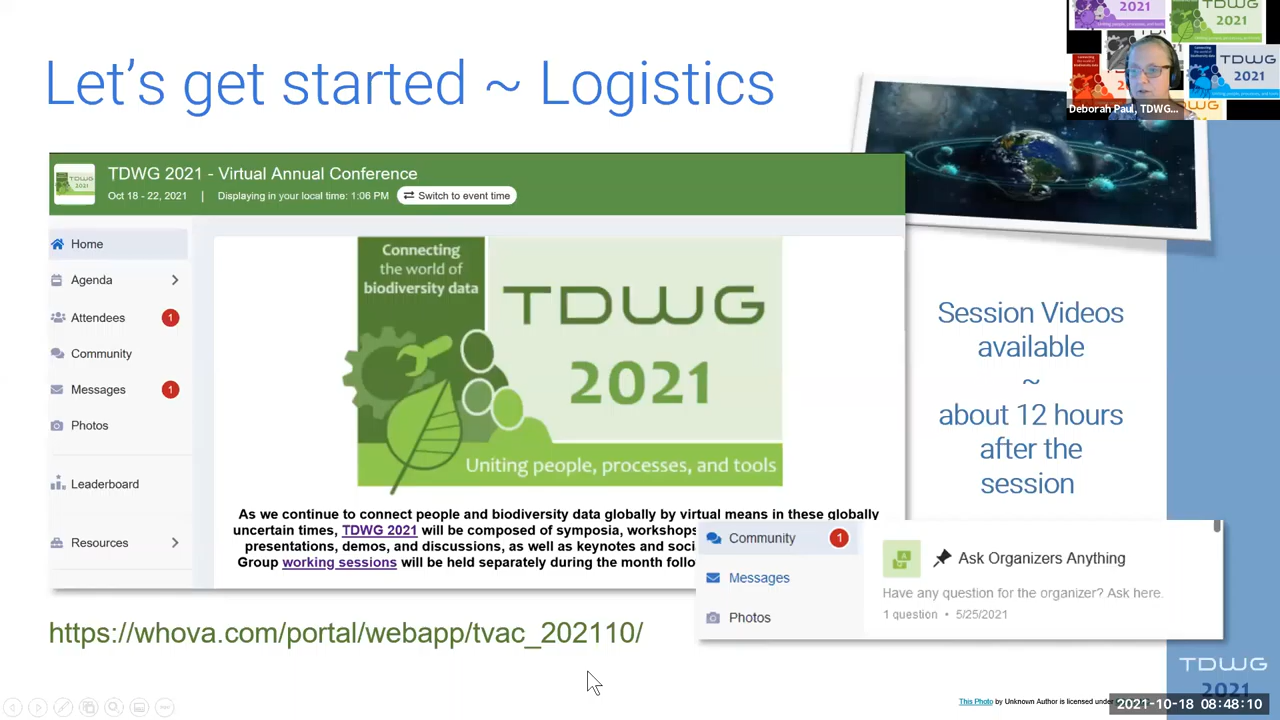 Let's get started ~ Logistics
TDWG 2021 - Virtual Annual Conference
Oct 18 - 22, 2021 | Displaying in your local time: 1:06 PM Switch to event time
Home
Agenda
Attendees 1
Community
Messages 1
Photos
Leaderboard
Resources
Connecting
the world of
biodiversity data
TDWG
2021
Uniting people, processes, and tools
As we continue to connect people and biodiversity data globally by virtual means in these globally
uncertain times, TDWG 2021 will be composed of symposia, workshops
presentations, demos, and discussions, as well as keynotes and soci
Group working sessions will be held separately during the month follo
Community 1
Messages
Photos
Ask Organizers Anything
Have any question for the organizer? Ask here.
1 question • 5/25/2021
https://whova.com/portal/webapp/tvac_202110/
Session Videos
available
~
about 12 hours
after the
session
2021
TDWG
2021
TDWG
2021
Deborah Paul, TDWG...
TDWG
2021
This Photo by Unknown Author is licensed under
2021-10-18 08:48:10